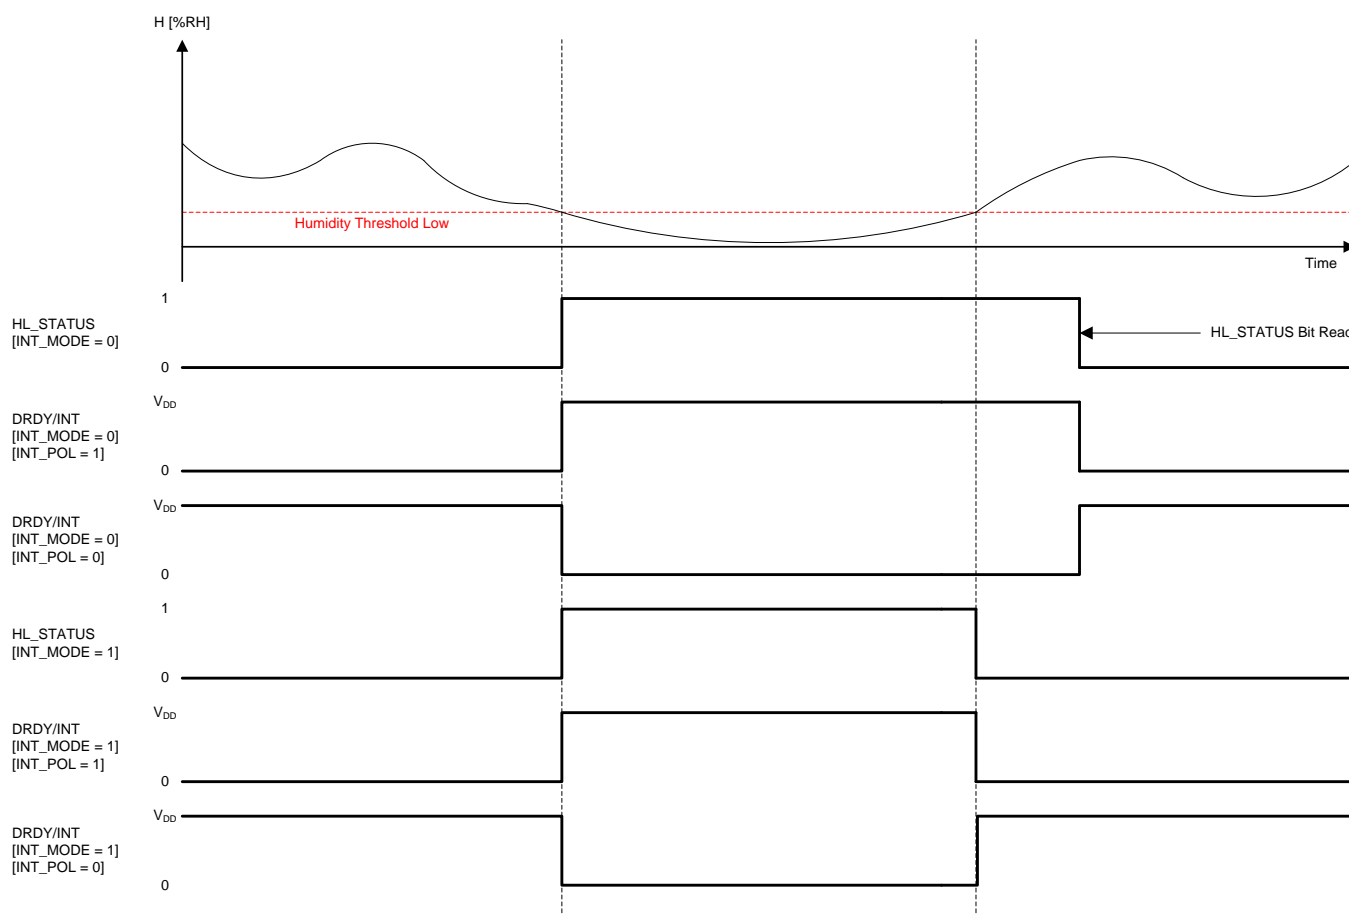 H [%RH]
Humidity Threshold Low
Time
1
HL_STATUS
[INT_MODE = 0]
HL_STATUS Bit Read
0
VDD
DRDY/INT
[INT_MODE = 0]
[INT_POL = 1]
0
VDD
DRDY/INT
[INT_MODE = 0]
[INT_POL = 0]
0
1
HL_STATUS
[INT_MODE = 1]
0
VDD
DRDY/INT
[INT_MODE = 1]
[INT_POL = 1]
0
VDD
DRDY/INT
[INT_MODE = 1]
[INT_POL = 0]
0